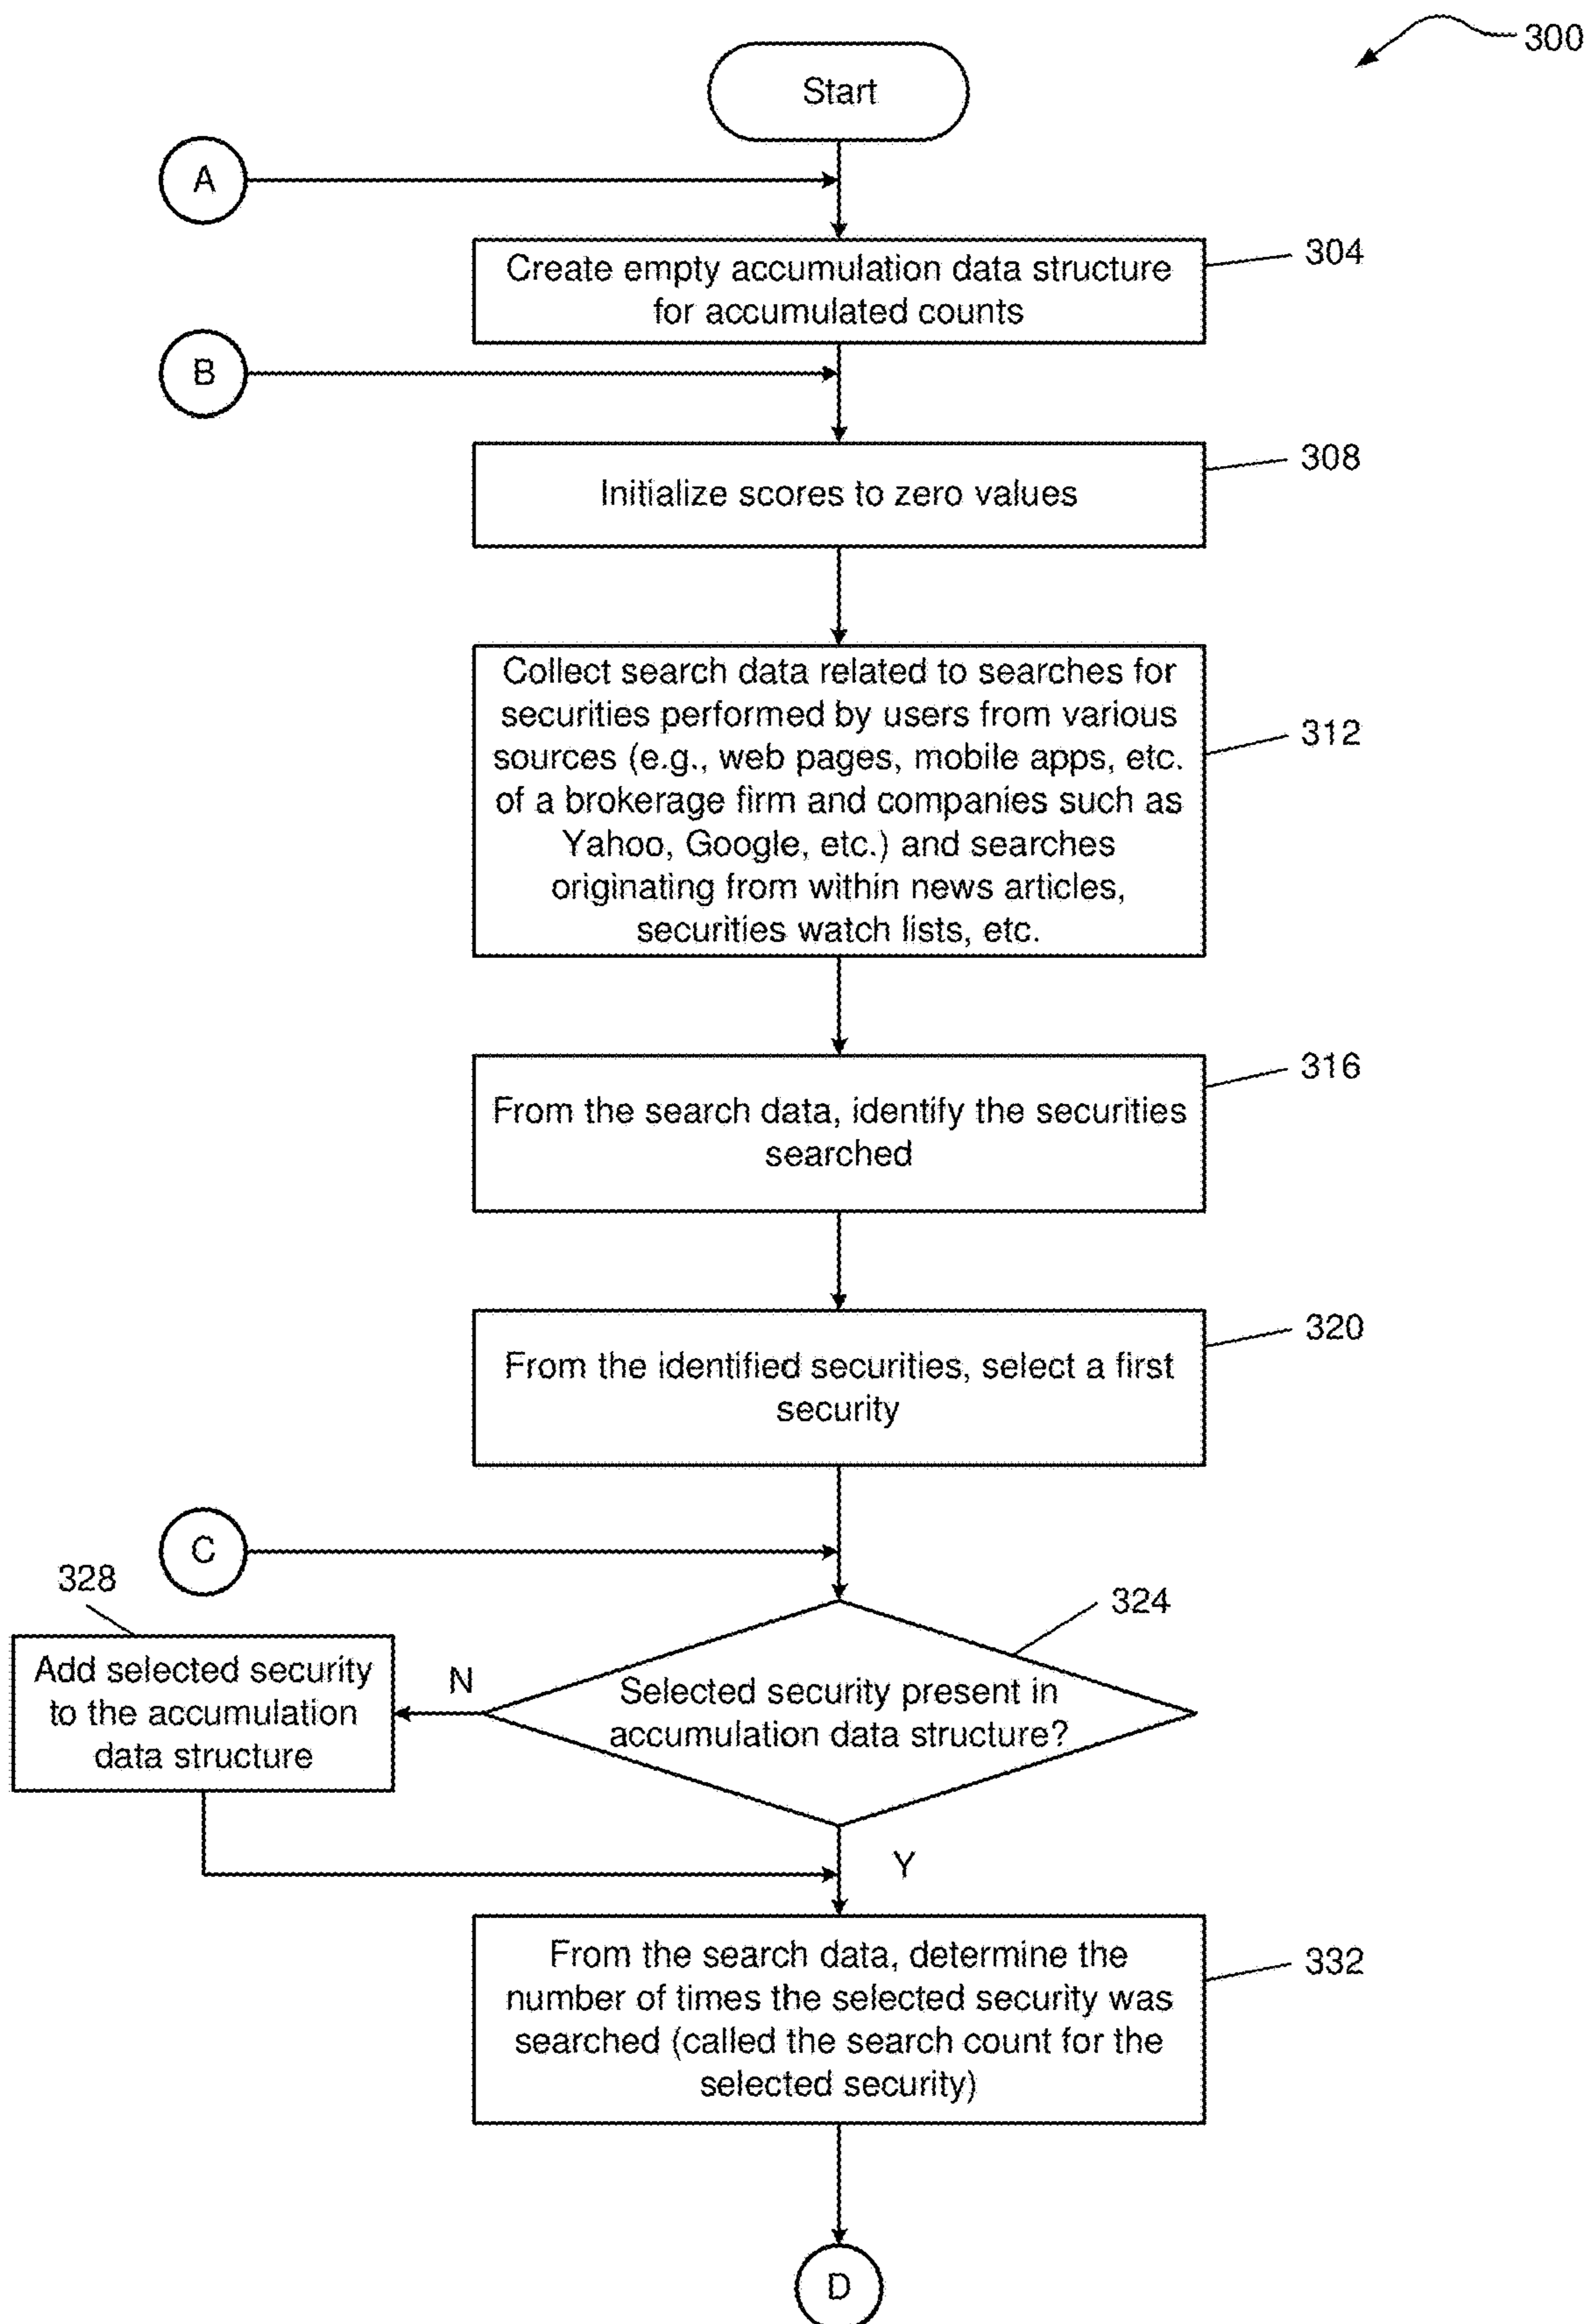 300
Start
A
Create empty accumulation data structure
for accumulated counts
304
B
Initialize scores to zero values
308
Collect search data related to searches for
securities performed by users from various
sources (e.g., web pages, mobile apps, etc.
of a brokerage firm and companies such as
Yahoo, Google, etc.) and searches
originating from within news articles,
securities watch lists, etc.
312
From the search data, identify the securities
searched
316
From the identified securities, select a first
security
320
C
328
324
Add selected security
to the accumulation
data structure
N
Selected security present in
accumulation data structure?
Y
From the search data, determine the
number of times the selected security was
searched (called the search count for the
selected security)
332
D